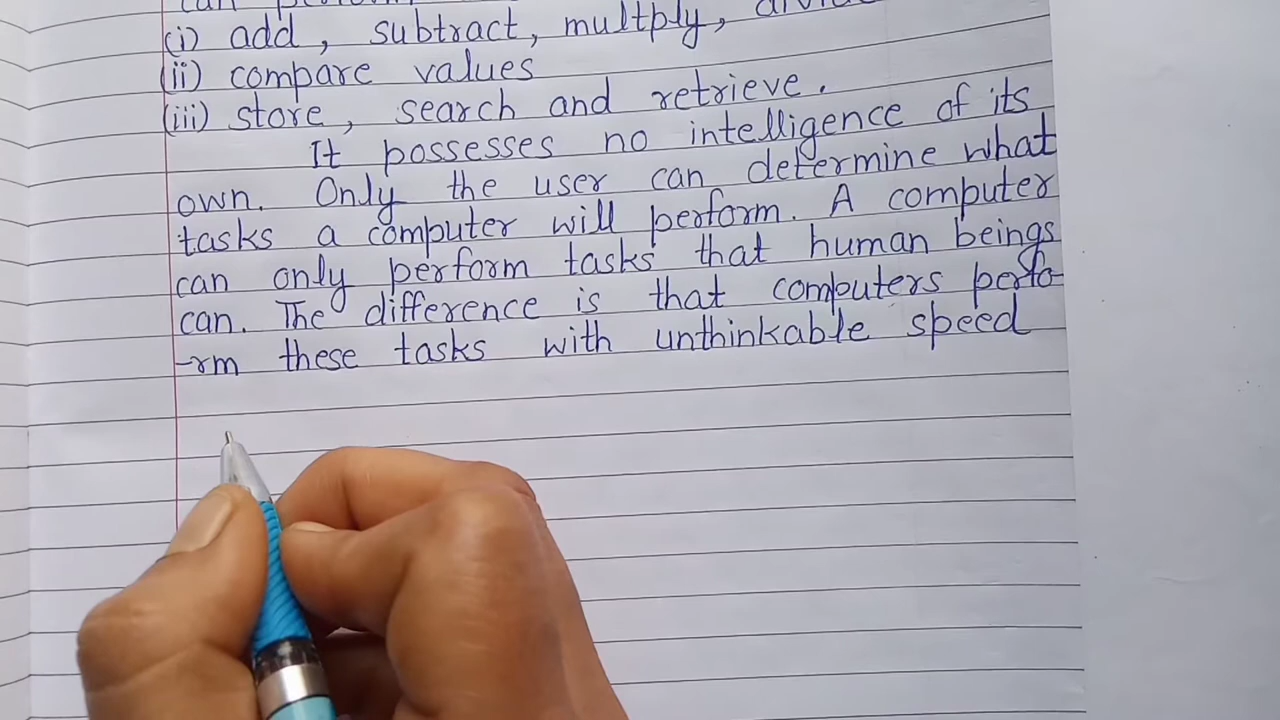 (i) add, subtract, multply, divide
(ii) compare values
(iii) store, search and retrieve.
It possesses no intelligence of its
own. Only the user can determine what
tasks a computer will perform. A computer
can only perform tasks that human beings
can. The difference is that computers perfo-
-rm these tasks with unthinkable speed